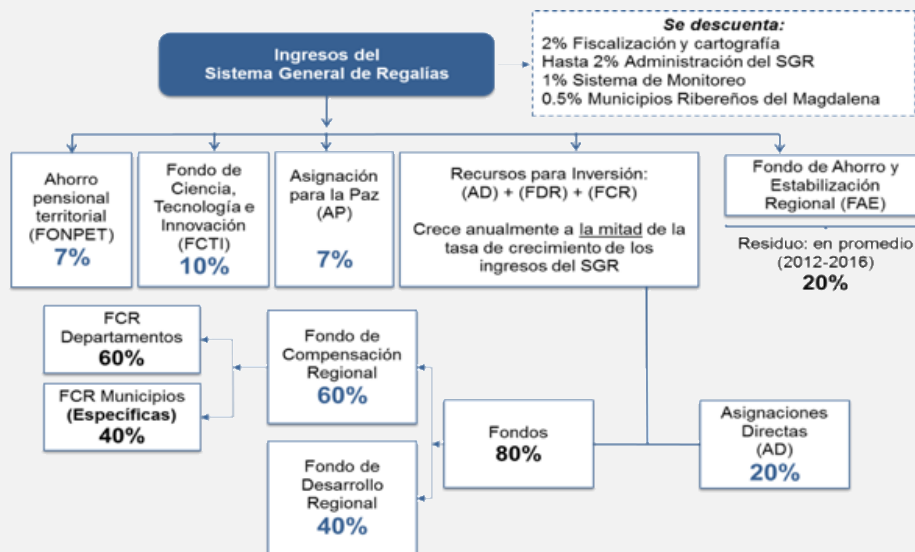 Ingresos del
Sistema General de Regalías
Se descuenta:
2% Fiscalización y cartografía
Hasta 2% Administración del SGR
1% Sistema de Monitoreo
0.5% Municipios Ribereños del Magdalena
Ahorro
pensional
territorial
(FONPET)
7%
Fondo de
Ciencia,
Tecnología e
Innovación
(FCTI)
10%
Asignación
para la Paz
(AP)
7%
Recursos para Inversión:
(AD) + (FDR) + (FCR)
Crece anualmente a la mitad de la
tasa de crecimiento de los
ingresos del SGR
Fondo de Ahorro y
Estabilización
Regional (FAE)
Residuo: en promedio
(2012-2016)
20%
FCR
Departamentos
60%
FCR Municipios
(Específicas)
40%
Fondo de
Compensación
Regional
60%
Fondo de
Desarrollo
Regional
40%
Fondos
80%
Asignaciones
Directas
(AD)
20%